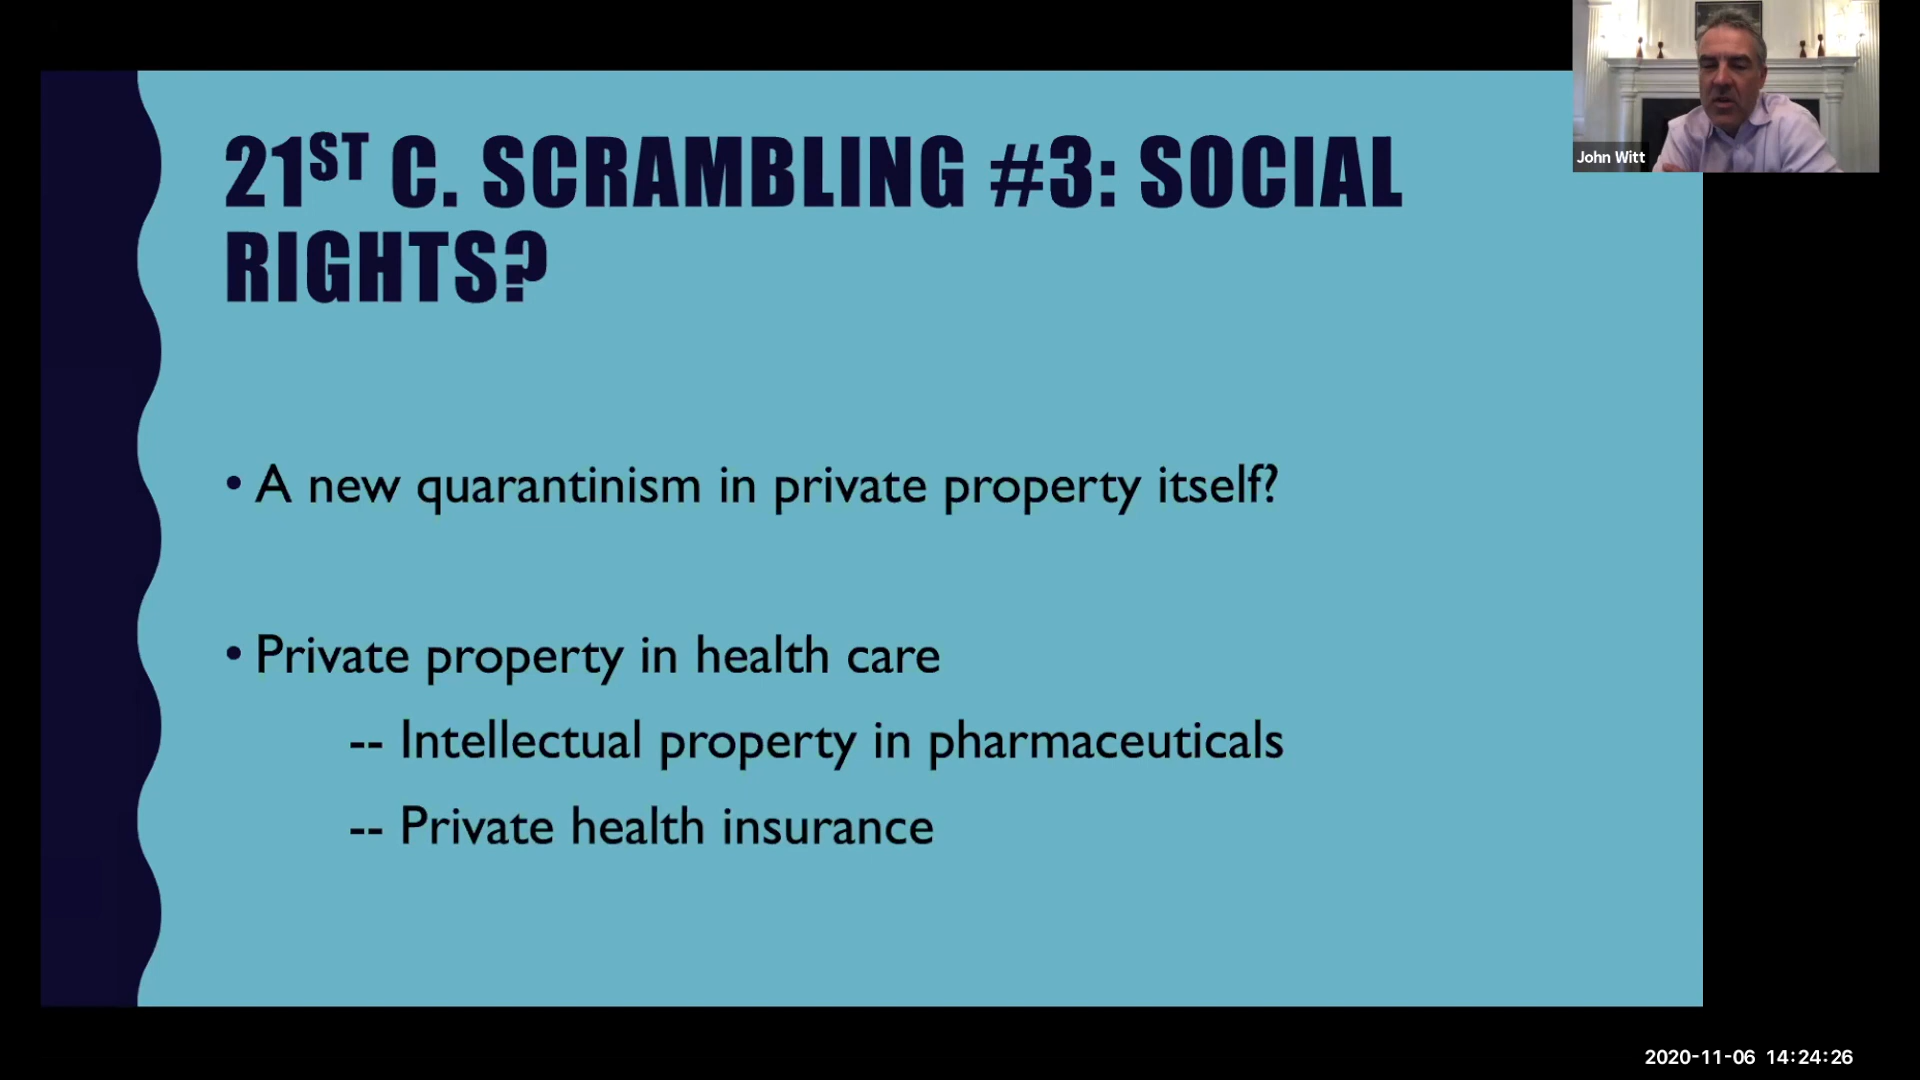 21ST C. SCRAMBLING #3: SOCIAL
RIGHTS?
• A new quarantinism in private property itself?
• Private property in health care
-- Intellectual property in pharmaceuticals
-- Private health insurance
John Witt
2020-11-06 14:24:26